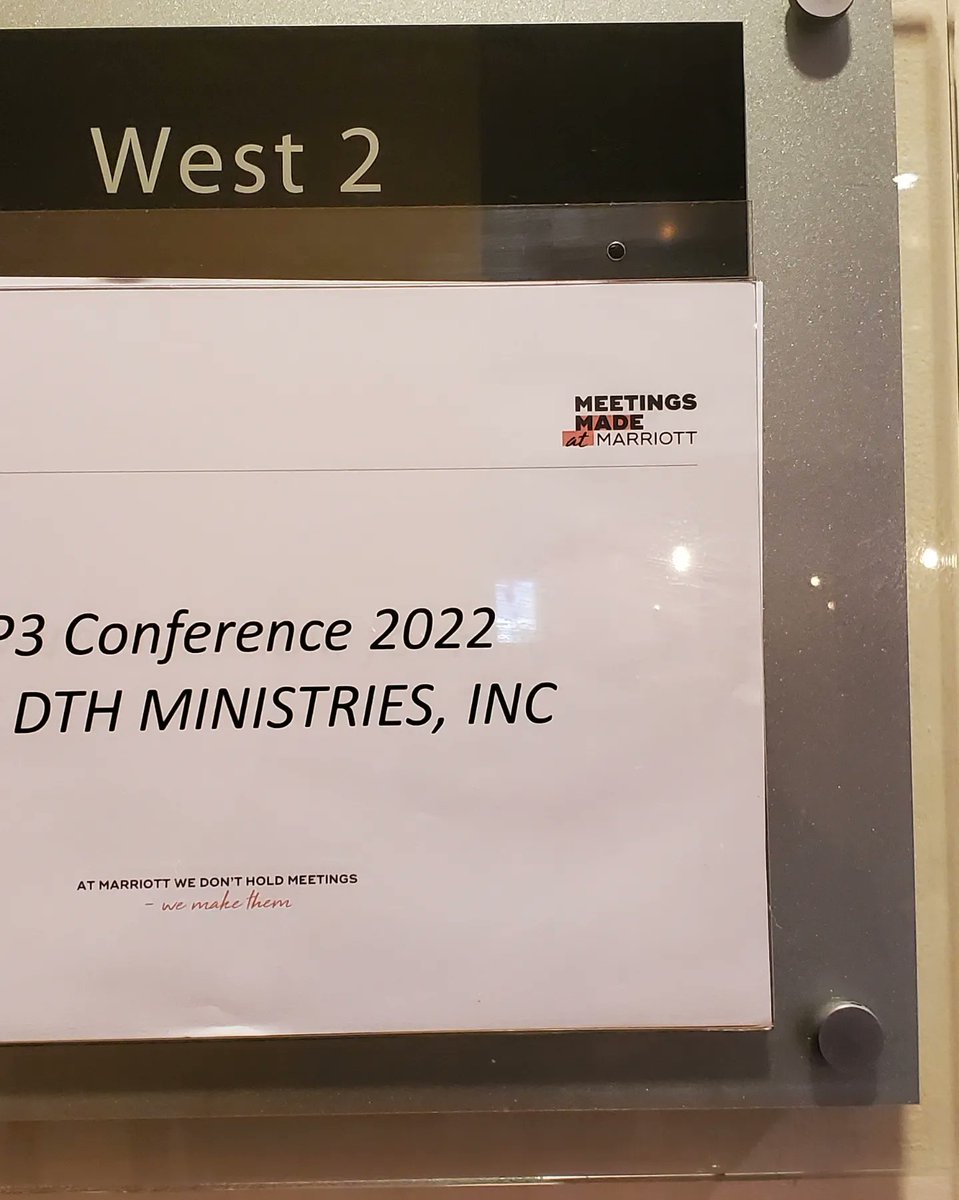 West 2
MEETINGS
MADE
at MARRIOTT
P3 Conference 2022
DTH MINISTRIES, INC
AT MARRIOTT WE DON'T HOLD MEETINGS
- we make them